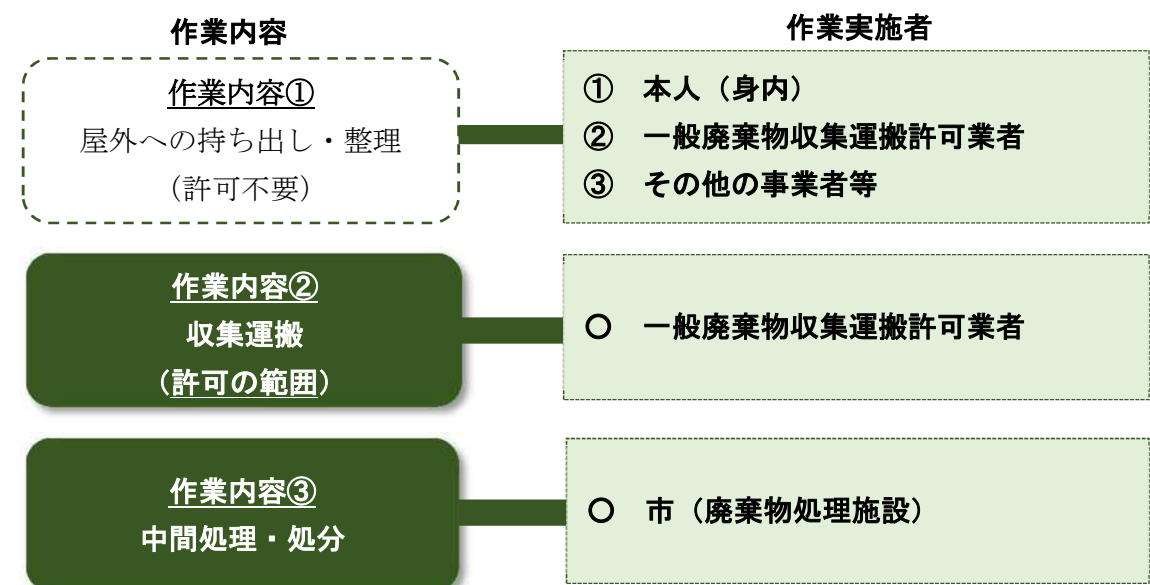 作業内容
作業実施者
作業内容①
屋外への持ち出し・整理
（許可不要）
① 本人（身内）
② 一般廃棄物収集運搬許可業者
③ その他の事業者等
作業内容②
収集運搬
（許可の範囲）
〇 一般廃棄物収集運搬許可業者
作業内容③
中間処理・処分
〇 市（廃棄物処理施設）